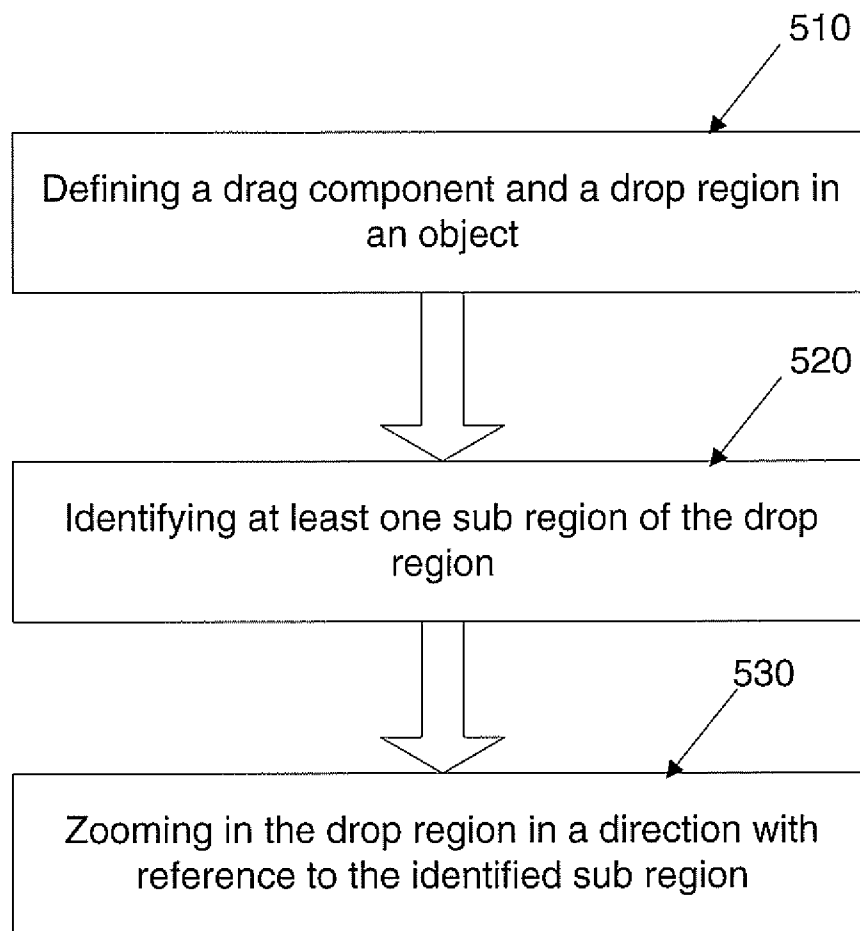 510
Defining a drag component and a drop region in
an object
520
Identifying at least one sub region of the drop
region
530
Zooming in the drop region in a direction with
reference to the identified sub region